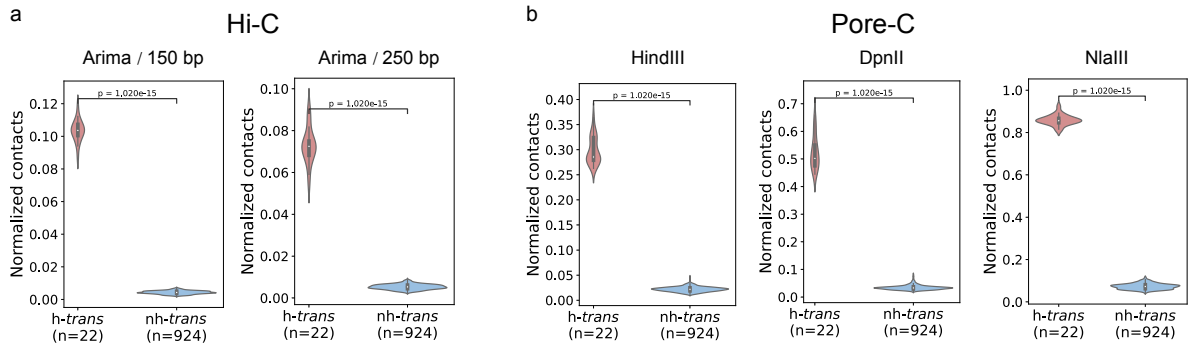 a
Hi-C
Arima / 150 bp
Normalized contacts
0.12
0.10
0.08
0.06
0.04
0.02
0.00
p = 1,020e-15
h-trans
(n=22)
nh-trans
(n=924)
Arima / 250 bp
Normalized contacts
0.10
0.08
0.06
0.04
0.02
0.00
p = 1,020e-15
h-trans
(n=22)
nh-trans
(n=924)
b
Pore-C
HindIII
Normalized contacts
0.40
0.35
0.30
0.25
0.20
0.15
0.10
0.05
0.00
p = 1.020e-15
h-trans
(n=22)
nh-trans
(n=924)
DpnII
Normalized contacts
0.7
0.6
0.5
0.4
0.3
0.2
0.1
0.0
p = 1.020e-15
h-trans
(n=22)
nh-trans
(n=924)
NlaIII
Normalized contacts
1.0
0.8
0.6
0.4
0.2
0.0
p = 1.020e-15
h-trans
(n=22)
nh-trans
(n=924)